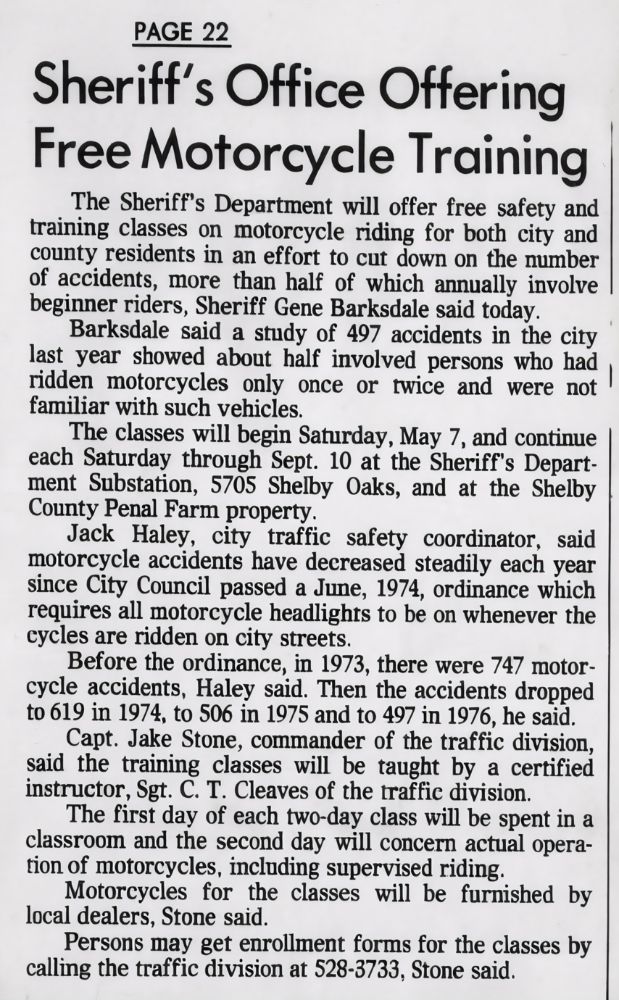 PAGE 22
Sheriff's Office Offering
Free Motorcycle Training
The Sheriff's Department will offer free safety and
training classes on motorcycle riding for both city and
county residents in an effort to cut down on the number
of accidents, more than half of which annually involve
beginner riders, Sheriff Gene Barksdale said today.
Barksdale said a study of 497 accidents in the city
last year showed about half involved persons who had
ridden motorcycles only once or twice and were not
familiar with such vehicles.
The classes will begin Saturday, May 7, and continue
each Saturday through Sept. 10 at the Sheriff's Depart-
ment Substation, 5705 Shelby Oaks, and at the Shelby
County Penal Farm property.
Jack Haley, city traffic safety coordinator, said
motorcycle accidents have decreased steadily each year
since City Council passed a June, 1974, ordinance which
requires all motorcycle headlights to be on whenever the
cycles are ridden on city streets.
Before the ordinance, in 1973, there were 747 motor-
cycle accidents, Haley said. Then the accidents dropped
to 619 in 1974, to 506 in 1975 and to 497 in 1976, he said.
Capt. Jake Stone, commander of the traffic division,
said the training classes will be taught by a certified
instructor, Sgt. C. T. Cleaves of the traffic division.
The first day of each two-day class will be spent in a
classroom and the second day will concern actual opera-
tion of motorcycles, including supervised riding.
Motorcycles for the classes will be furnished by
local dealers, Stone said.
Persons may get enrollment forms for the classes by
calling the traffic division at 528-3733, Stone said.